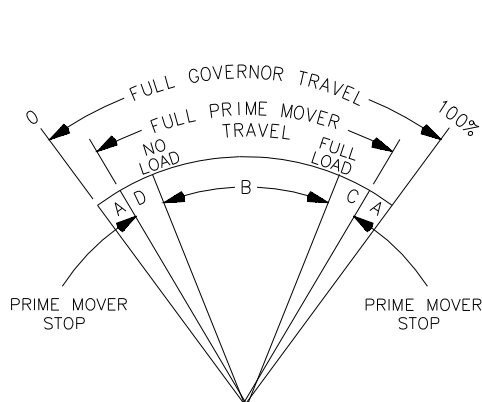 FULL GOVERNOR TRAVEL
0
100%
FULL PRIME MOVER
TRAVEL
NO
LOAD
FULL
LOAD
A
D
B
C
A
PRIME MOVER
STOP
PRIME MOVER
STOP